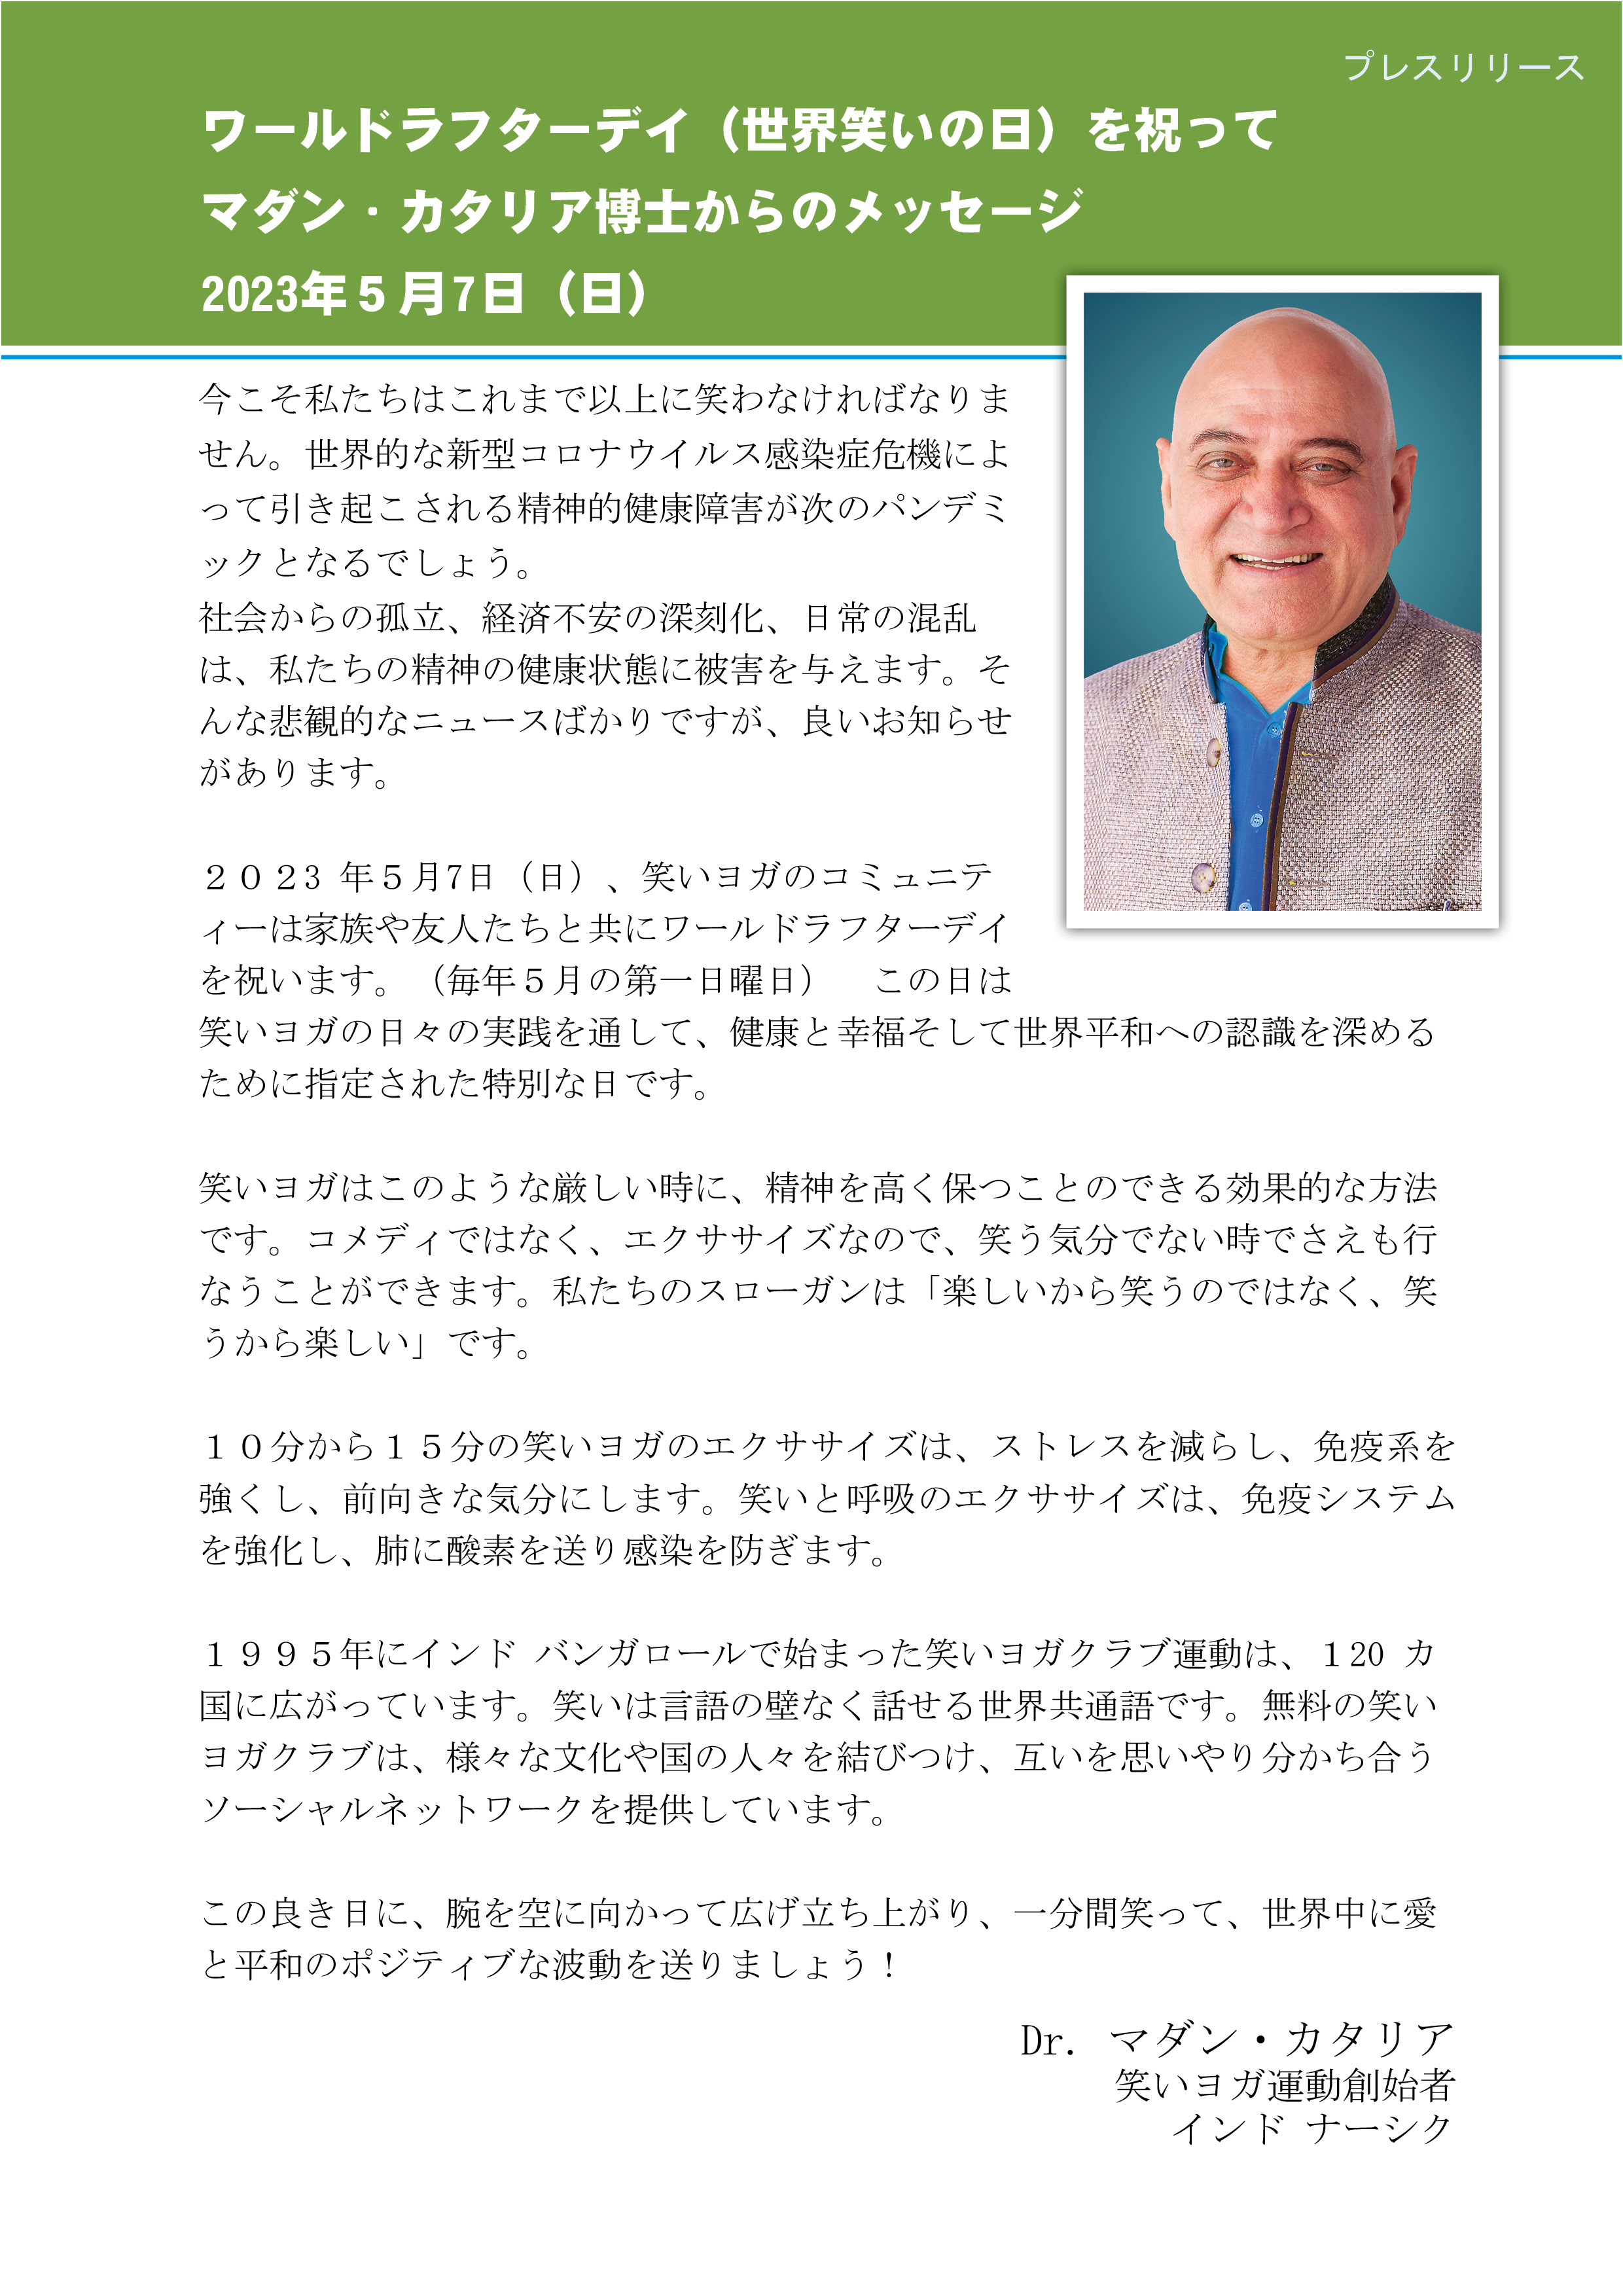 プレスリリース
ワールドラフターデイ（世界笑いの日）を祝って
マダン・カタリア博士からのメッセージ
2023年５月7日（日）
今こそ私たちはこれまで以上に笑わなければなりま
せん。世界的な新型コロナウイルス感染症危機によ
って引き起こされる精神的健康障害が次のパンデミ
ックとなるでしょう。
社会からの孤立、経済不安の深刻化、日常の混乱
は、私たちの精神の健康状態に被害を与えます。そ
んな悲観的なニュースばかりですが、良いお知らせ
があります。
２０２3 年５月7日（日）、笑いヨガのコミュニテ
ィーは家族や友人たちと共にワールドラフターデイ
を祝います。（毎年５月の第一日曜日）　この日は
笑いヨガの日々の実践を通して、健康と幸福そして世界平和への認識を深める
ために指定された特別な日です。
笑いヨガはこのような厳しい時に、精神を高く保つことのできる効果的な方法
です。コメディではなく、エクササイズなので、笑う気分でない時でさえも行
なうことができます。私たちのスローガンは「楽しいから笑うのではなく、笑
うから楽しい」です。
１０分から１５分の笑いヨガのエクササイズは、ストレスを減らし、免疫系を
強くし、前向きな気分にします。笑いと呼吸のエクササイズは、免疫システム
を強化し、肺に酸素を送り感染を防ぎます。
１９９５年にインド バンガロールで始まった笑いヨガクラブ運動は、１20 カ
国に広がっています。笑いは言語の壁なく話せる世界共通語です。無料の笑い
ヨガクラブは、様々な文化や国の人々を結びつけ、互いを思いやり分かち合う
ソーシャルネットワークを提供しています。
この良き日に、腕を空に向かって広げ立ち上がり、一分間笑って、世界中に愛
と平和のポジティブな波動を送りましょう！
Dr. マダン・カタリア
笑いヨガ運動創始者
インド ナーシク